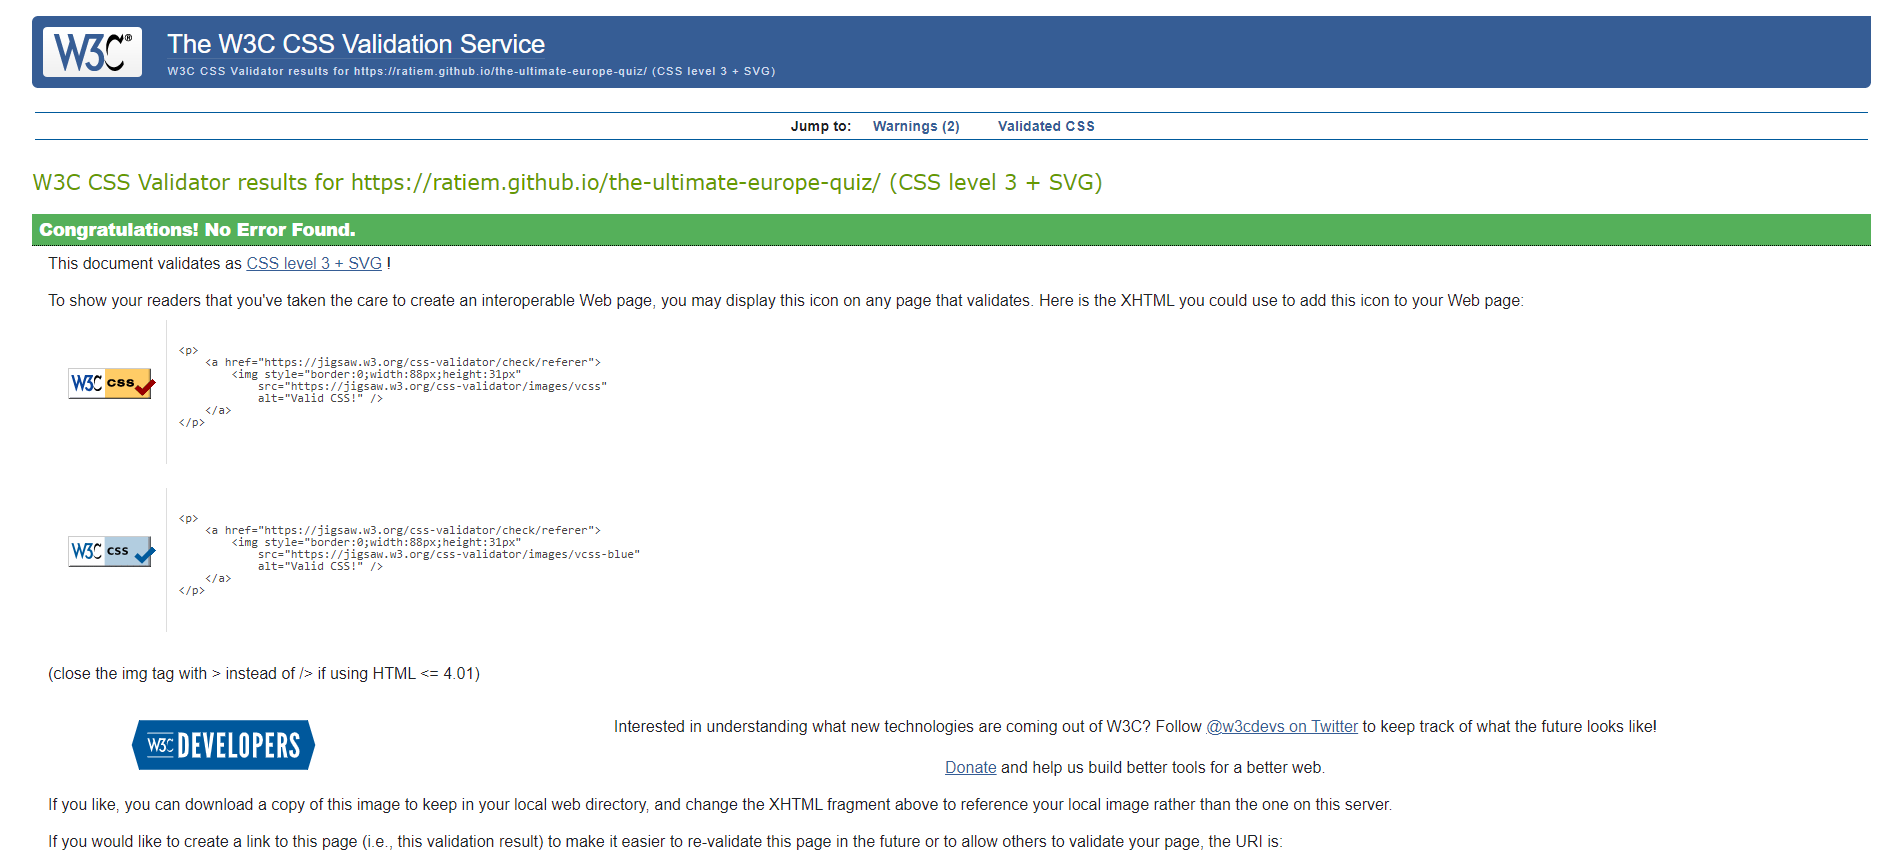 W3C®
The W3C CSS Validation Service
W3C CSS Validator results for https://ratiem.github.io/the-ultimate-europe-quiz/ (CSS level 3 + SVG)
Jump to: Warnings (2) Validated CSS
W3C CSS Validator results for https://ratiem.github.io/the-ultimate-europe-quiz/ (CSS level 3 + SVG)
Congratulations! No Error Found.
This document validates as CSS level 3 + SVG !
To show your readers that you've taken the care to create an interoperable Web page, you may display this icon on any page that validates. Here is the XHTML you could use to add this icon to your Web page:
W3C css
<p>
<a href="https://jigsaw.w3.org/css-validator/check/referer">
<img style="border:0;width:88px;height:31px"
src="https://jigsaw.w3.org/css-validator/images/vcss"
alt="Valid CSS!" />
</a>
</p>
W3C css
<p>
<a href="https://jigsaw.w3.org/css-validator/check/referer">
<img style="border:0;width:88px;height:31px"
src="https://jigsaw.w3.org/css-validator/images/vcss-blue"
alt="Valid CSS!" />
</a>
</p>
(close the img tag with > instead of /> if using HTML <= 4.01)
W3C DEVELOPERS
Interested in understanding what new technologies are coming out of W3C? Follow @w3cdevs on Twitter to keep track of what the future looks like!
Donate and help us build better tools for a better web.
If you like, you can download a copy of this image to keep in your local web directory, and change the XHTML fragment above to reference your local image rather than the one on this server.
If you would like to create a link to this page (i.e., this validation result) to make it easier to re-validate this page in the future or to allow others to validate your page, the URI is: